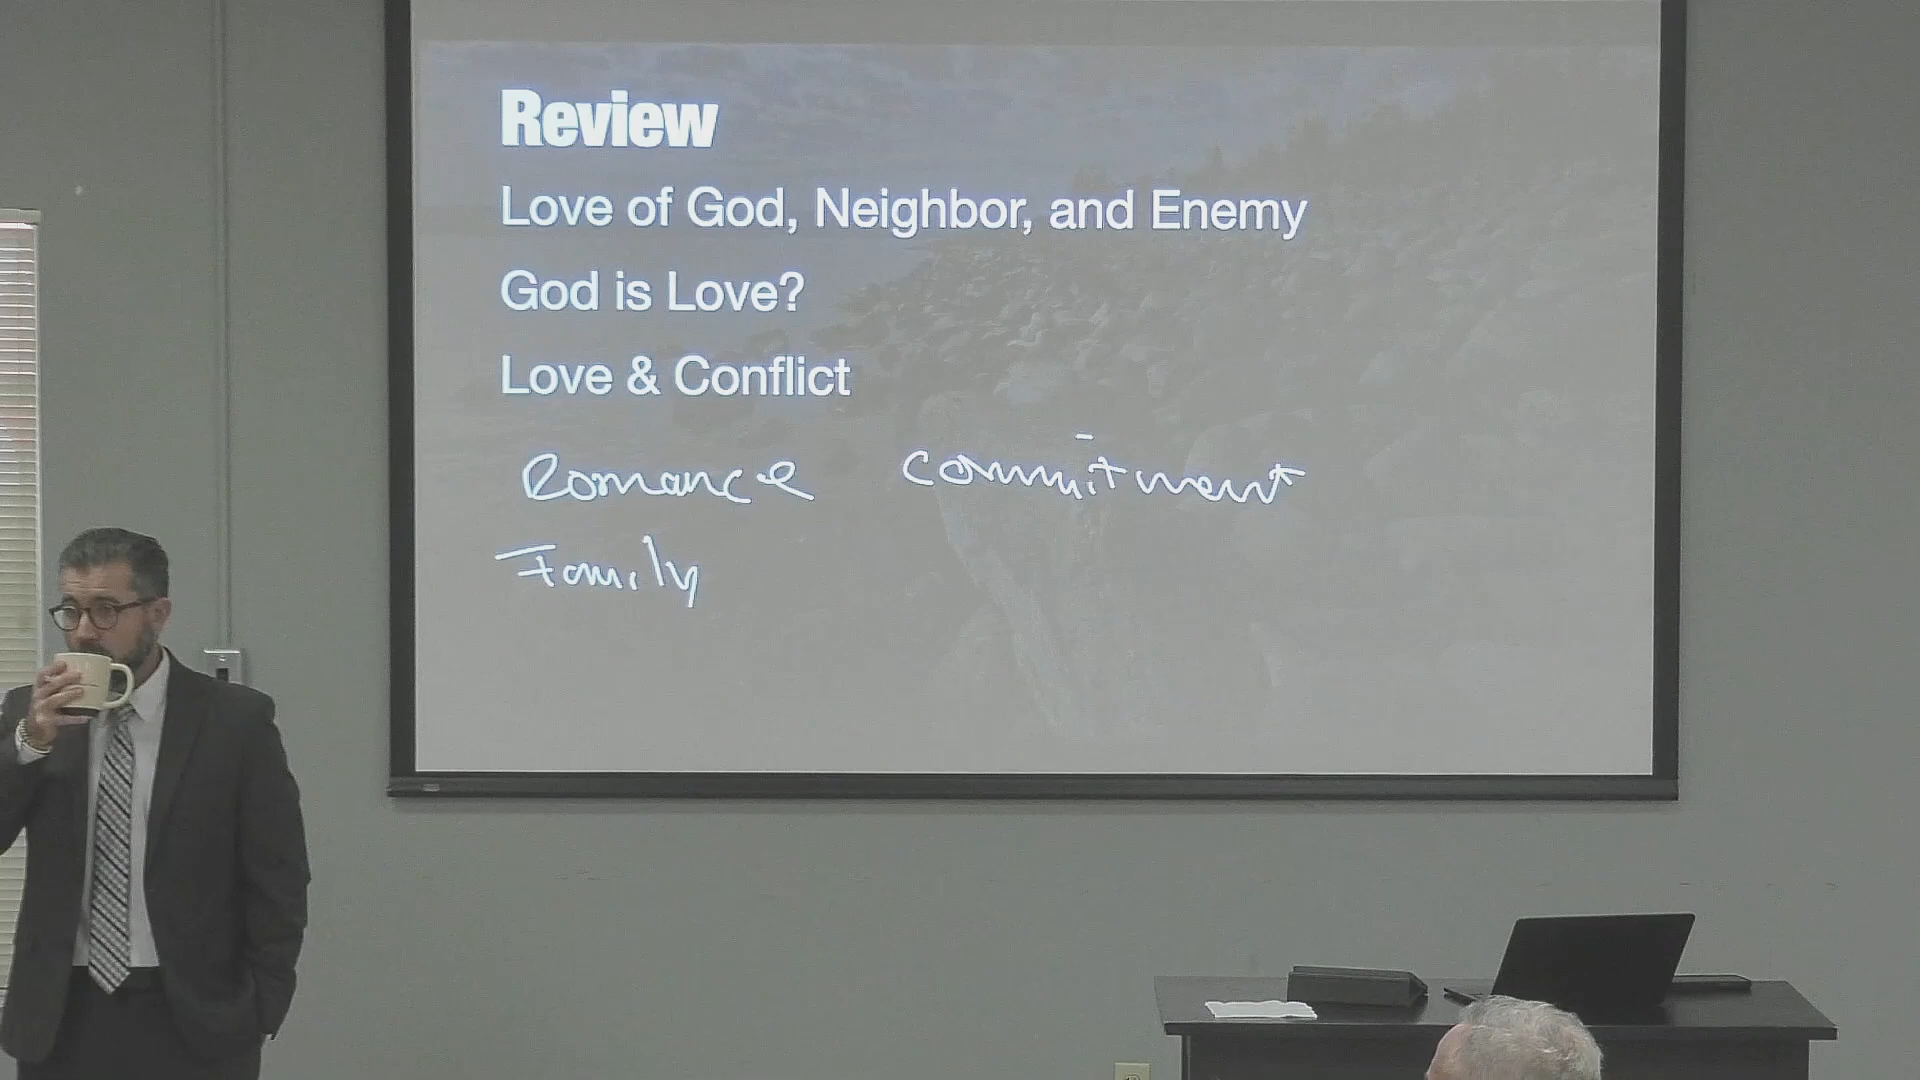 Review
Love of God, Neighbor, and Enemy
God is Love?
Love & Conflict
Romance commitment
Family